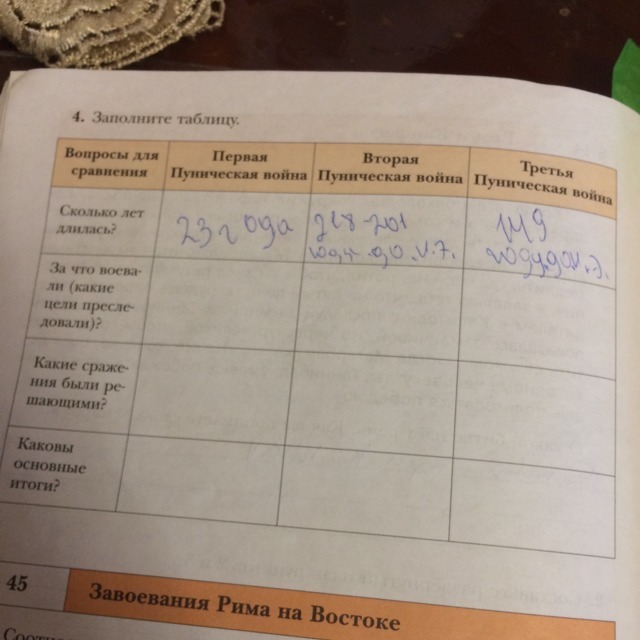 4. Заполните таблицу.
Вопросы для
сравнения
Первая
Пуническая война
Вторая
Пуническая война
Третья
Пуническая война
Сколько лет
длилась?
23 года
218-201
149
За что воева-
ли (какие
цели пресле-
довали)?
Какие сраже-
ния были ре-
шающими?
Каковы
основные
итоги?
45
Завоевания Рима на Востоке